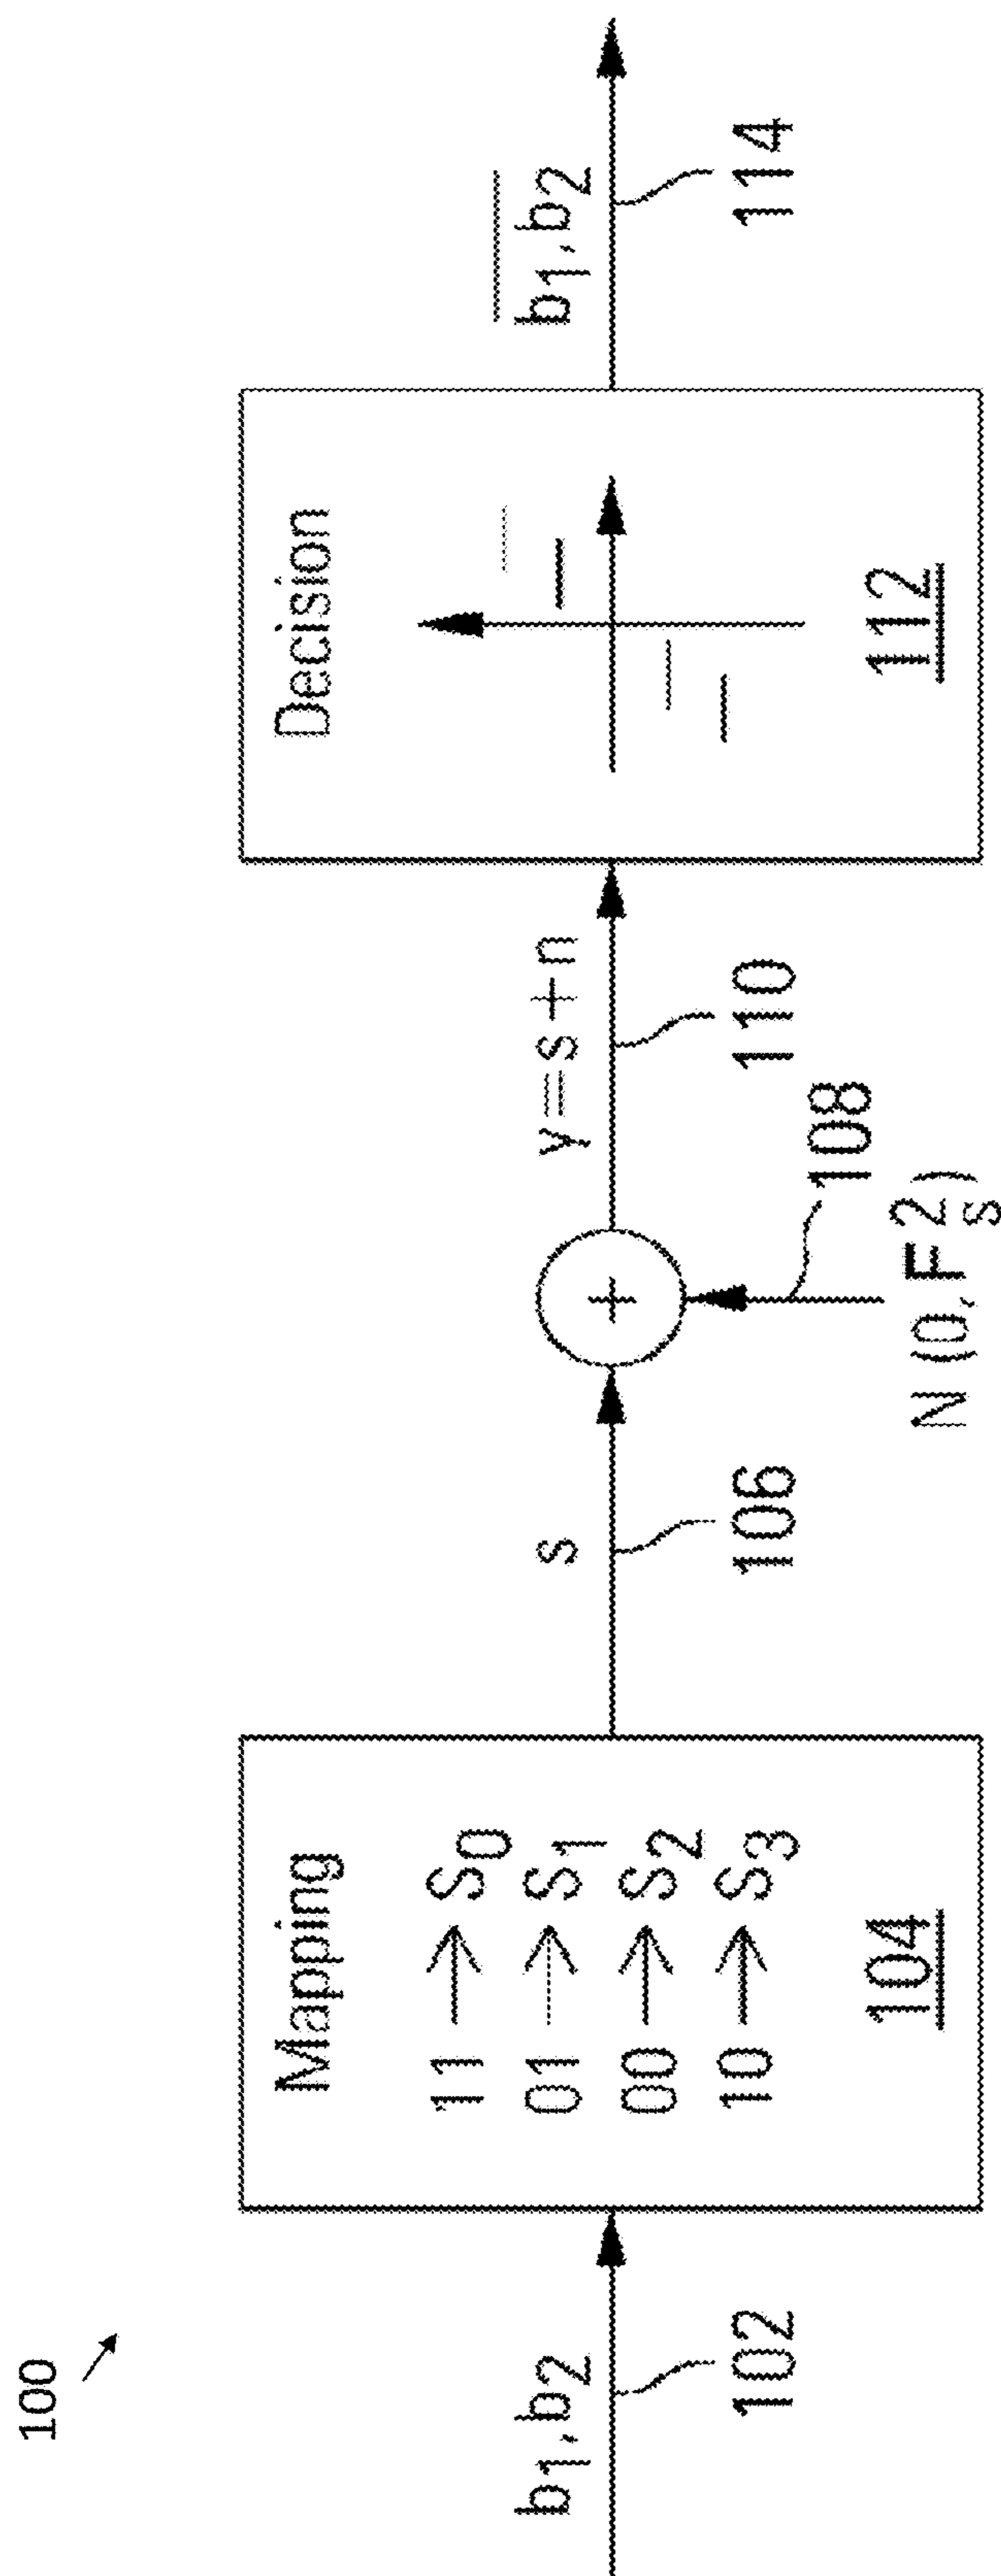 100
b1,b2
102
Mapping
11 → S0
01 → S1
00 → S2
10 → S3
104
s
106
+
N (0, F2s)
108
y=s+n
110
Decision
112
b1,b2
114